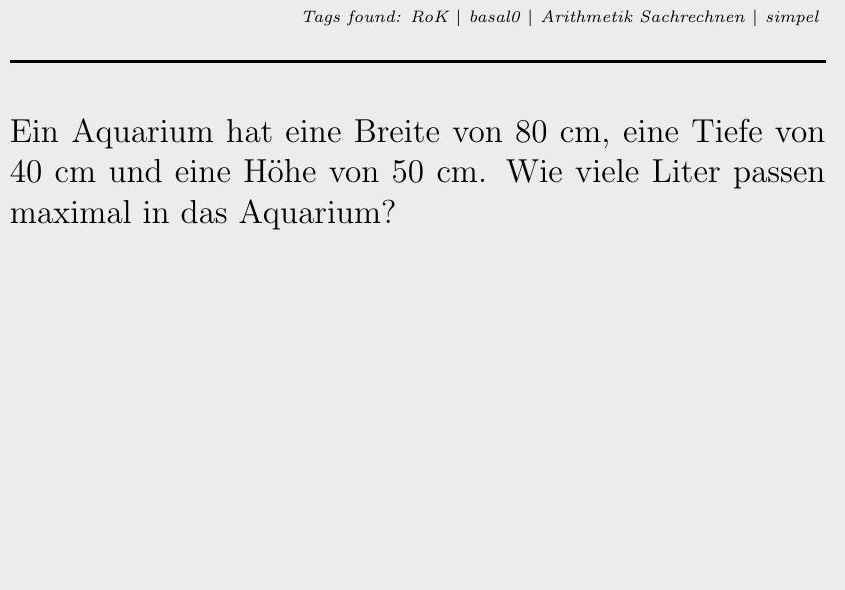 Tags found: RoK | basal0 | Arithmetik Sachrechnen | simpel
Ein Aquarium hat eine Breite von 80 cm, eine Tiefe von
40 cm und eine Höhe von 50 cm. Wie viele Liter passen
maximal in das Aquarium?